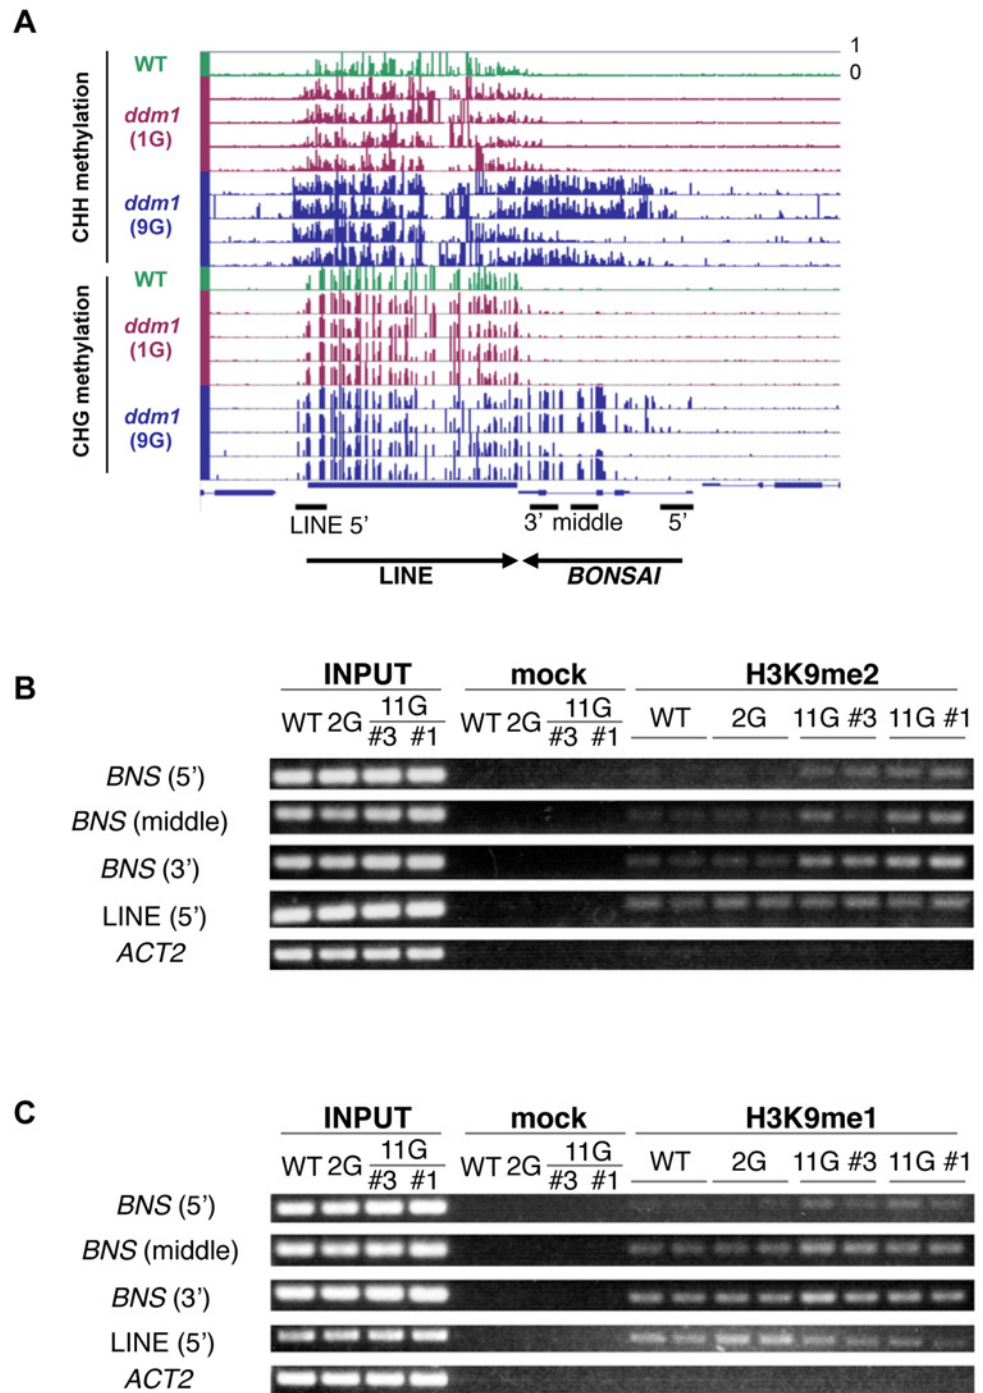 A
CHH methylation
WT
ddm1
(1G)
ddm1
(9G)
1
0
CHG methylation
WT
ddm1
(1G)
ddm1
(9G)
LINE 5’
3’ middle 5’
LINE
BONSAI
B
INPUT mock H3K9me2
WT 2G 11G #3 #1 WT 2G 11G #3 #1 WT 2G 11G #3 11G #1
BNS (5’)
BNS (middle)
BNS (3’)
LINE (5’)
ACT2
C
INPUT mock H3K9me1
WT 2G 11G #3 #1 WT 2G 11G #3 #1 WT 2G 11G #3 11G #1
BNS (5’)
BNS (middle)
BNS (3’)
LINE (5’)
ACT2